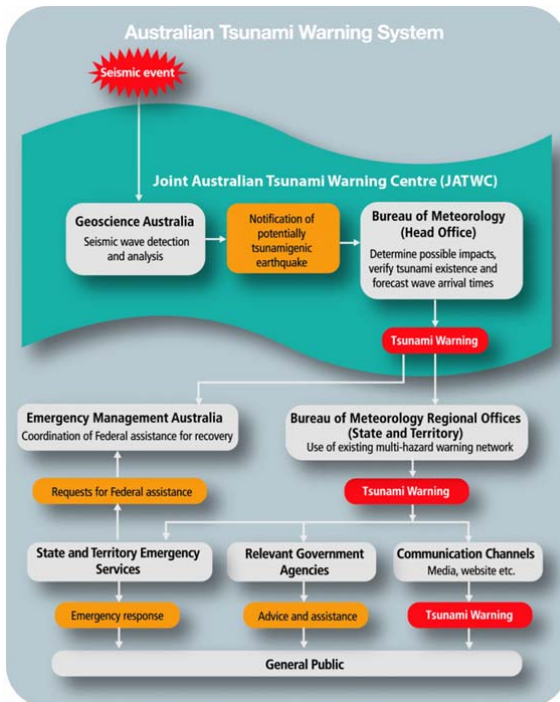 Australian Tsunami Warning System
Seismic event
Joint Australian Tsunami Warning Centre (JATWC)
Geoscience Australia
Seismic wave detection
and analysis
Notification of
potentially
tsunamigenic
earthquake
Bureau of Meteorology
(Head Office)
Determine possible impacts,
verify tsunami existence and
forecast wave arrival times
Tsunami Warning
Emergency Management Australia
Coordination of Federal assistance for recovery
Bureau of Meteorology Regional Offices
(State and Territory)
Use of existing multi-hazard warning network
Requests for Federal assistance
Tsunami Warning
State and Territory Emergency
Services
Relevant Government
Agencies
Communication Channels
Media, website etc.
Emergency response
Advice and assistance
Tsunami Warning
General Public